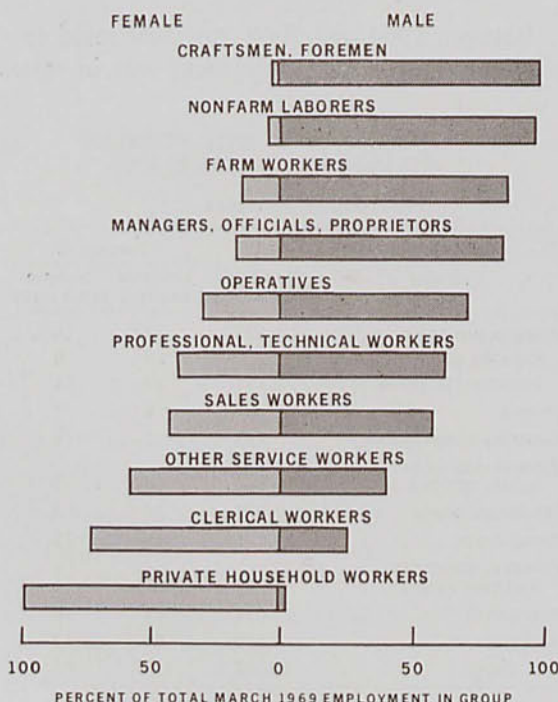 FEMALE MALE
CRAFTSMEN, FOREMEN
NONFARM LABORERS
FARM WORKERS
MANAGERS, OFFICIALS, PROPRIETORS
OPERATIVES
PROFESSIONAL, TECHNICAL WORKERS
SALES WORKERS
OTHER SERVICE WORKERS
CLERICAL WORKERS
PRIVATE HOUSEHOLD WORKERS
100 50 0 50 100
PERCENT OF TOTAL MARCH 1969 EMPLOYMENT IN GROUP